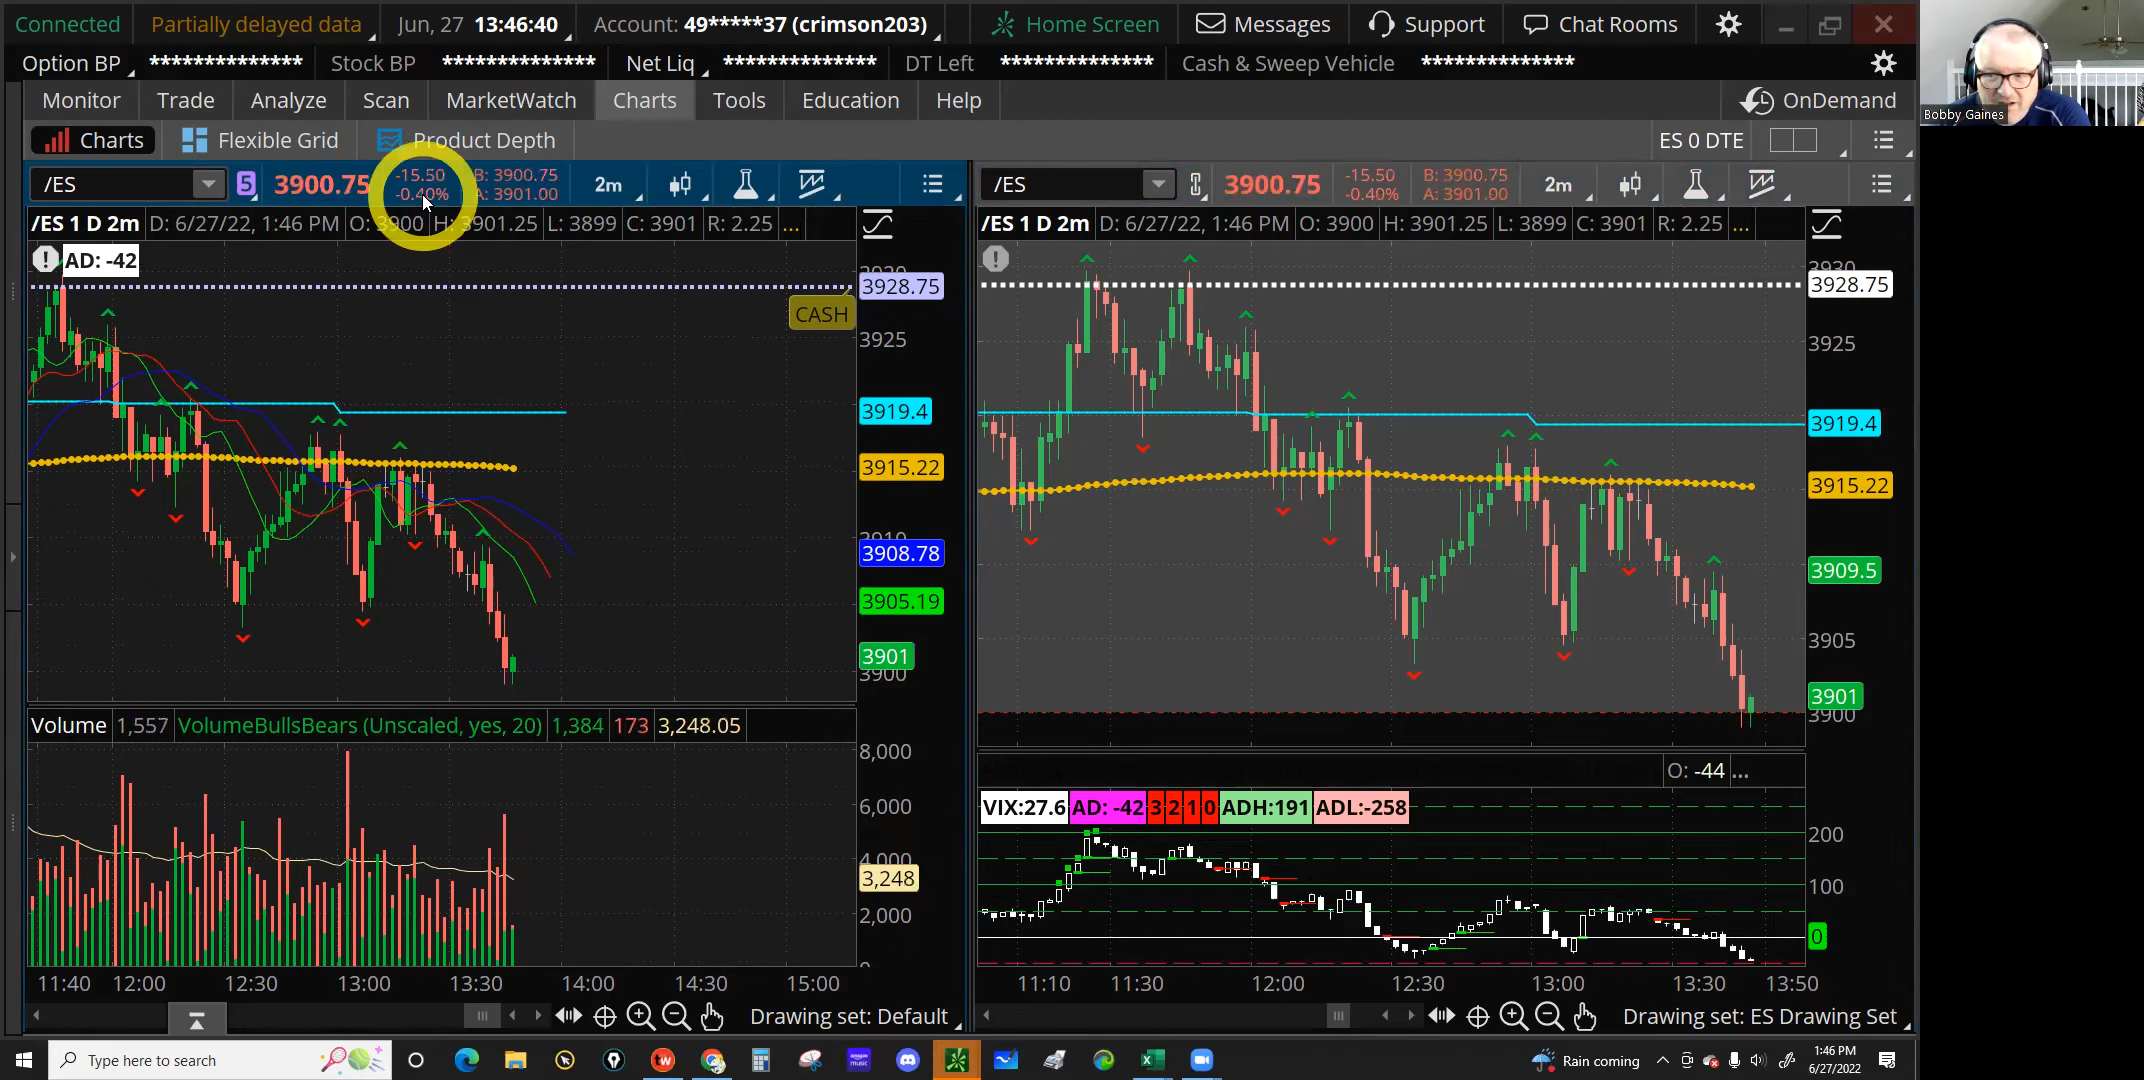 Connected Partially delayed data Jun, 27 13:46:40 Account: 49*****37 (crimson203) Home Screen Messages Support Chat Rooms
Option BP ************** Stock BP ************** Net Liq ************** DT Left ************** Cash & Sweep Vehicle **************
Bobby Gaines
Monitor Trade Analyze Scan MarketWatch Charts Tools Education Help OnDemand
Charts Flexible Grid Product Depth ES 0 DTE
/ES 5 3900.75 -15.50 B: 3900.75 2m
-0.40% A: 3901.00
/ES 3900.75 -15.50 B: 3900.75 2m
-0.40% A: 3901.00
/ES 1 D 2m D: 6/27/22, 1:46 PM O: 3900 H: 3901.25 L: 3899 C: 3901 R: 2.25 ...
/ES 1 D 2m D: 6/27/22, 1:46 PM O: 3900 H: 3901.25 L: 3899 C: 3901 R: 2.25 ...
AD: -42
3928.75
CASH
3925
3919.4
3915.22
3910
3908.78
3905.19
3901
3900
3930
3928.75
3925
3919.4
3915.22
3909.5
3905
3901
3900
Volume 1,557 VolumeBullsBears (Unscaled, yes, 20) 1,384 173 3,248.05
8,000
6,000
4,000
3,248
2,000
0
O: -44 ...
VIX:27.6 AD: -42 3 2 1 0 ADH:191 ADL:-258
200
100
0
11:40 12:00 12:30 13:00 13:30 14:00 14:30 15:00
11:10 11:30 12:00 12:30 13:00 13:30 13:50
Drawing set: Default
Drawing set: ES Drawing Set
Type here to search
Rain coming 1:46 PM
6/27/2022